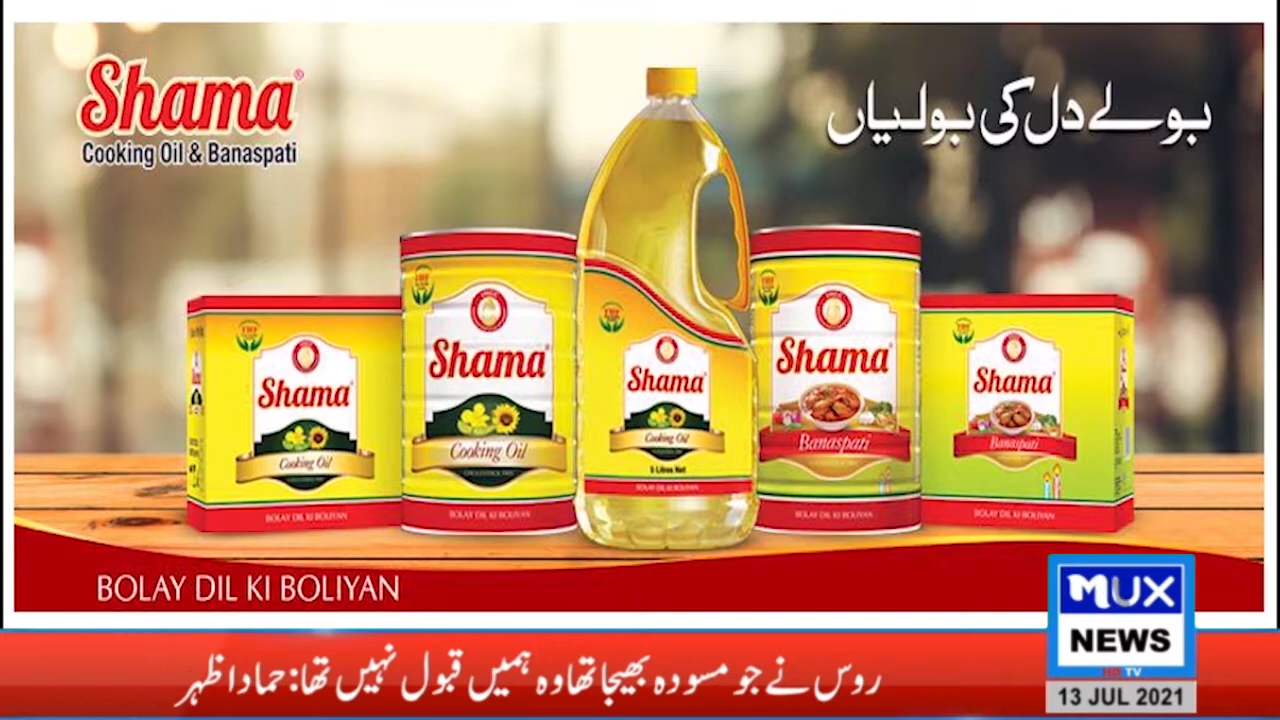 Shama®
Cooking Oil & Banaspati
بولے دل کی بولیاں
Shama
Cooking Oil
BOLAY DIL KI BOLIYAN
Shama
Cooking Oil
BOLAY DIL KI BOLIYAN
Shama
Cooking Oil
5 Litres Net
BOLAY DIL KI BOLIYAN
Shama
Banaspati
BOLAY DIL KI BOLIYAN
Shama
Banaspati
BOLAY DIL KI BOLIYAN
BOLAY DIL KI BOLIYAN
MUX
NEWS
HD TV
13 JUL 2021
روس نے جو مسودہ بھیجا تھا وہ ہمیں قبول نہیں تھا: حماد اظہر